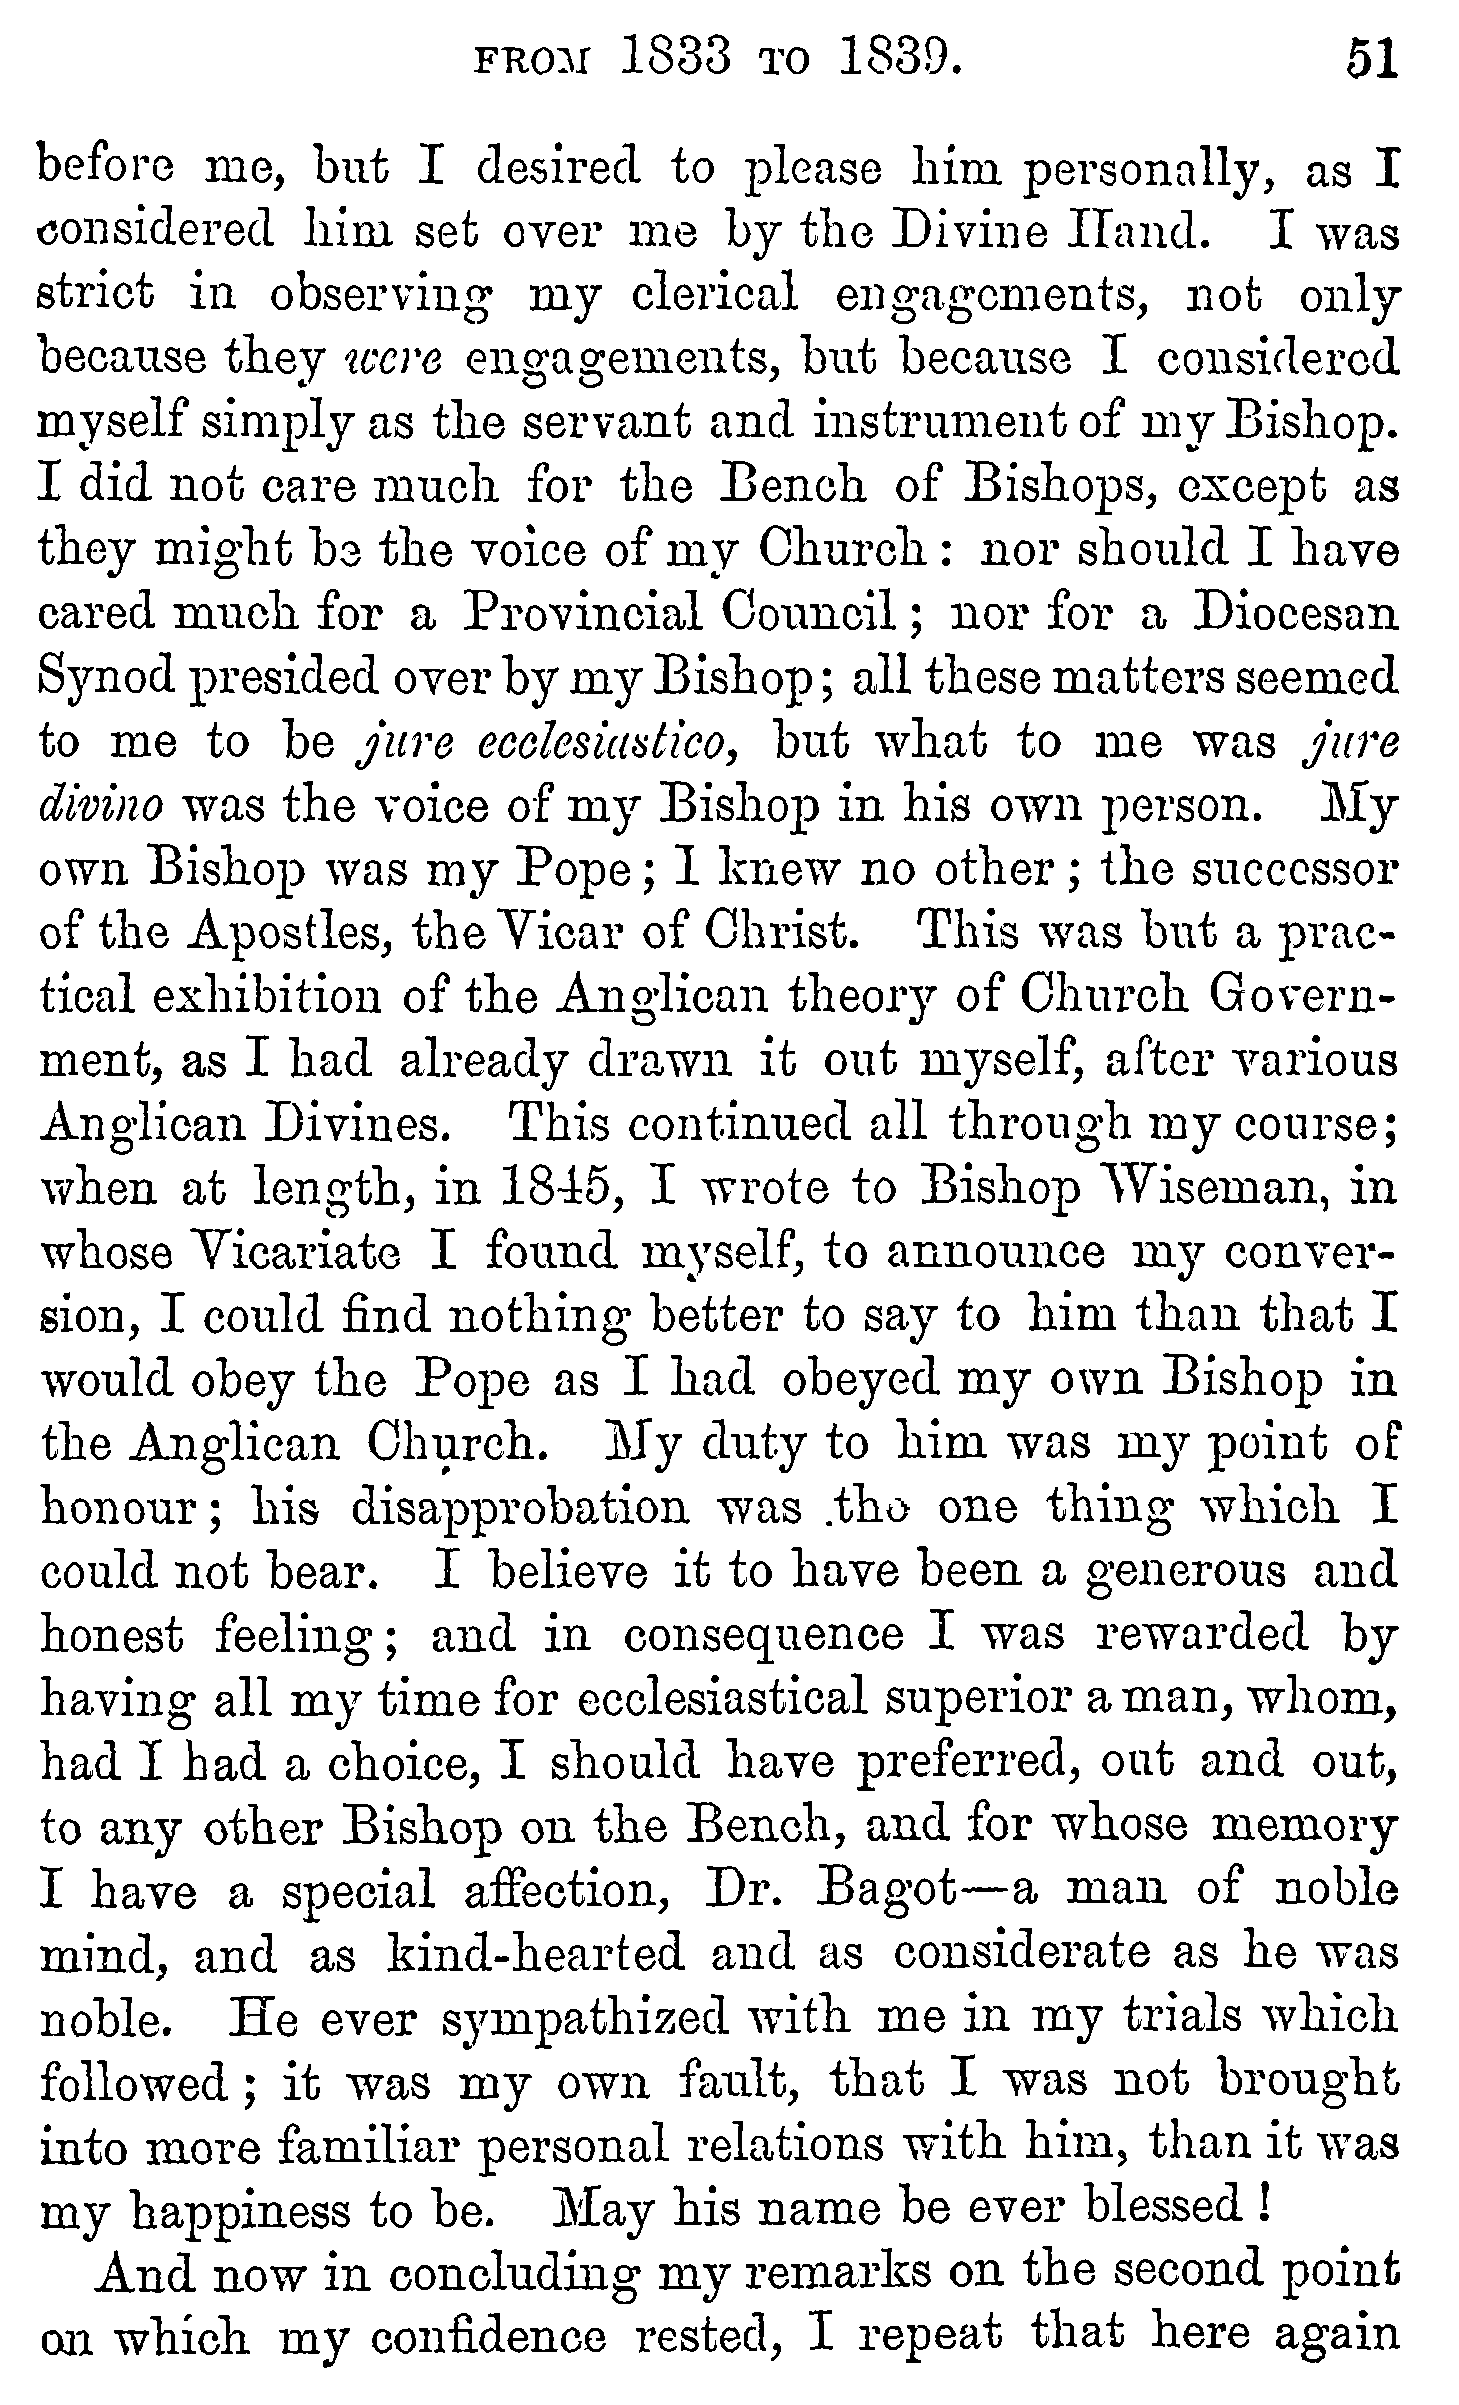 FROM 1833 TO 1839. 51
before me, but I desired to please him personally, as I
considered him set over me by the Divine Hand. I was
strict in observing my clerical engagements, not only
because they were engagements, but because I considered
myself simply as the servant and instrument of my Bishop.
I did not care much for the Bench of Bishops, except as
they might be the voice of my Church: nor should I have
cared much for a Provincial Council; nor for a Diocesan
Synod presided over by my Bishop; all these matters seemed
to me to be jure ecclesiastico, but what to me was jure
divino was the voice of my Bishop in his own person. My
own Bishop was my Pope; I knew no other; the successor
of the Apostles, the Vicar of Christ. This was but a prac-
tical exhibition of the Anglican theory of Church Govern-
ment, as I had already drawn it out myself, after various
Anglican Divines. This continued all through my course;
when at length, in 1845, I wrote to Bishop Wiseman, in
whose Vicariate I found myself, to announce my conver-
sion, I could find nothing better to say to him than that I
would obey the Pope as I had obeyed my own Bishop in
the Anglican Church. My duty to him was my point of
honour; his disapprobation was the one thing which I
could not bear. I believe it to have been a generous and
honest feeling; and in consequence I was rewarded by
having all my time for ecclesiastical superior a man, whom,
had I had a choice, I should have preferred, out and out,
to any other Bishop on the Bench, and for whose memory
I have a special affection, Dr. Bagot—a man of noble
mind, and as kind-hearted and as considerate as he was
noble. He ever sympathized with me in my trials which
followed; it was my own fault, that I was not brought
into more familiar personal relations with him, than it was
my happiness to be. May his name be ever blessed!
And now in concluding my remarks on the second point
on which my confidence rested, I repeat that here again